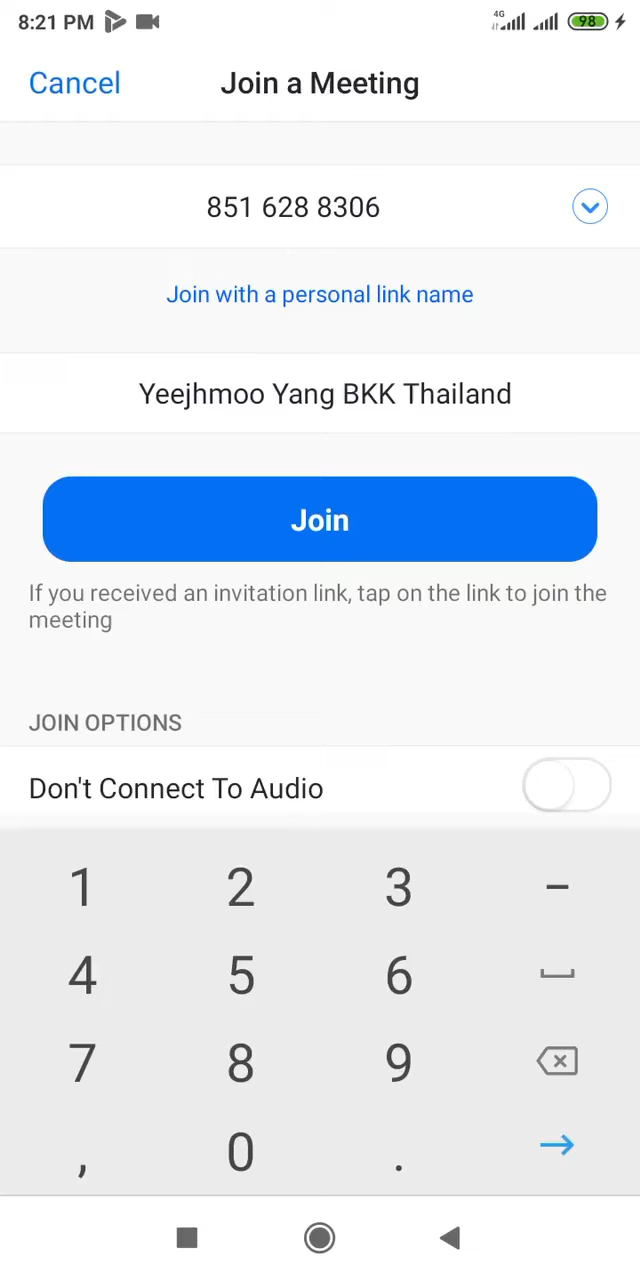 8:21 PM 4G 98
Cancel Join a Meeting
851 628 8306
Join with a personal link name
Yeejhmoo Yang BKK Thailand
Join
If you received an invitation link, tap on the link to join the
meeting
JOIN OPTIONS
Don't Connect To Audio
1 2 3 –
4 5 6
7 8 9
, 0 .